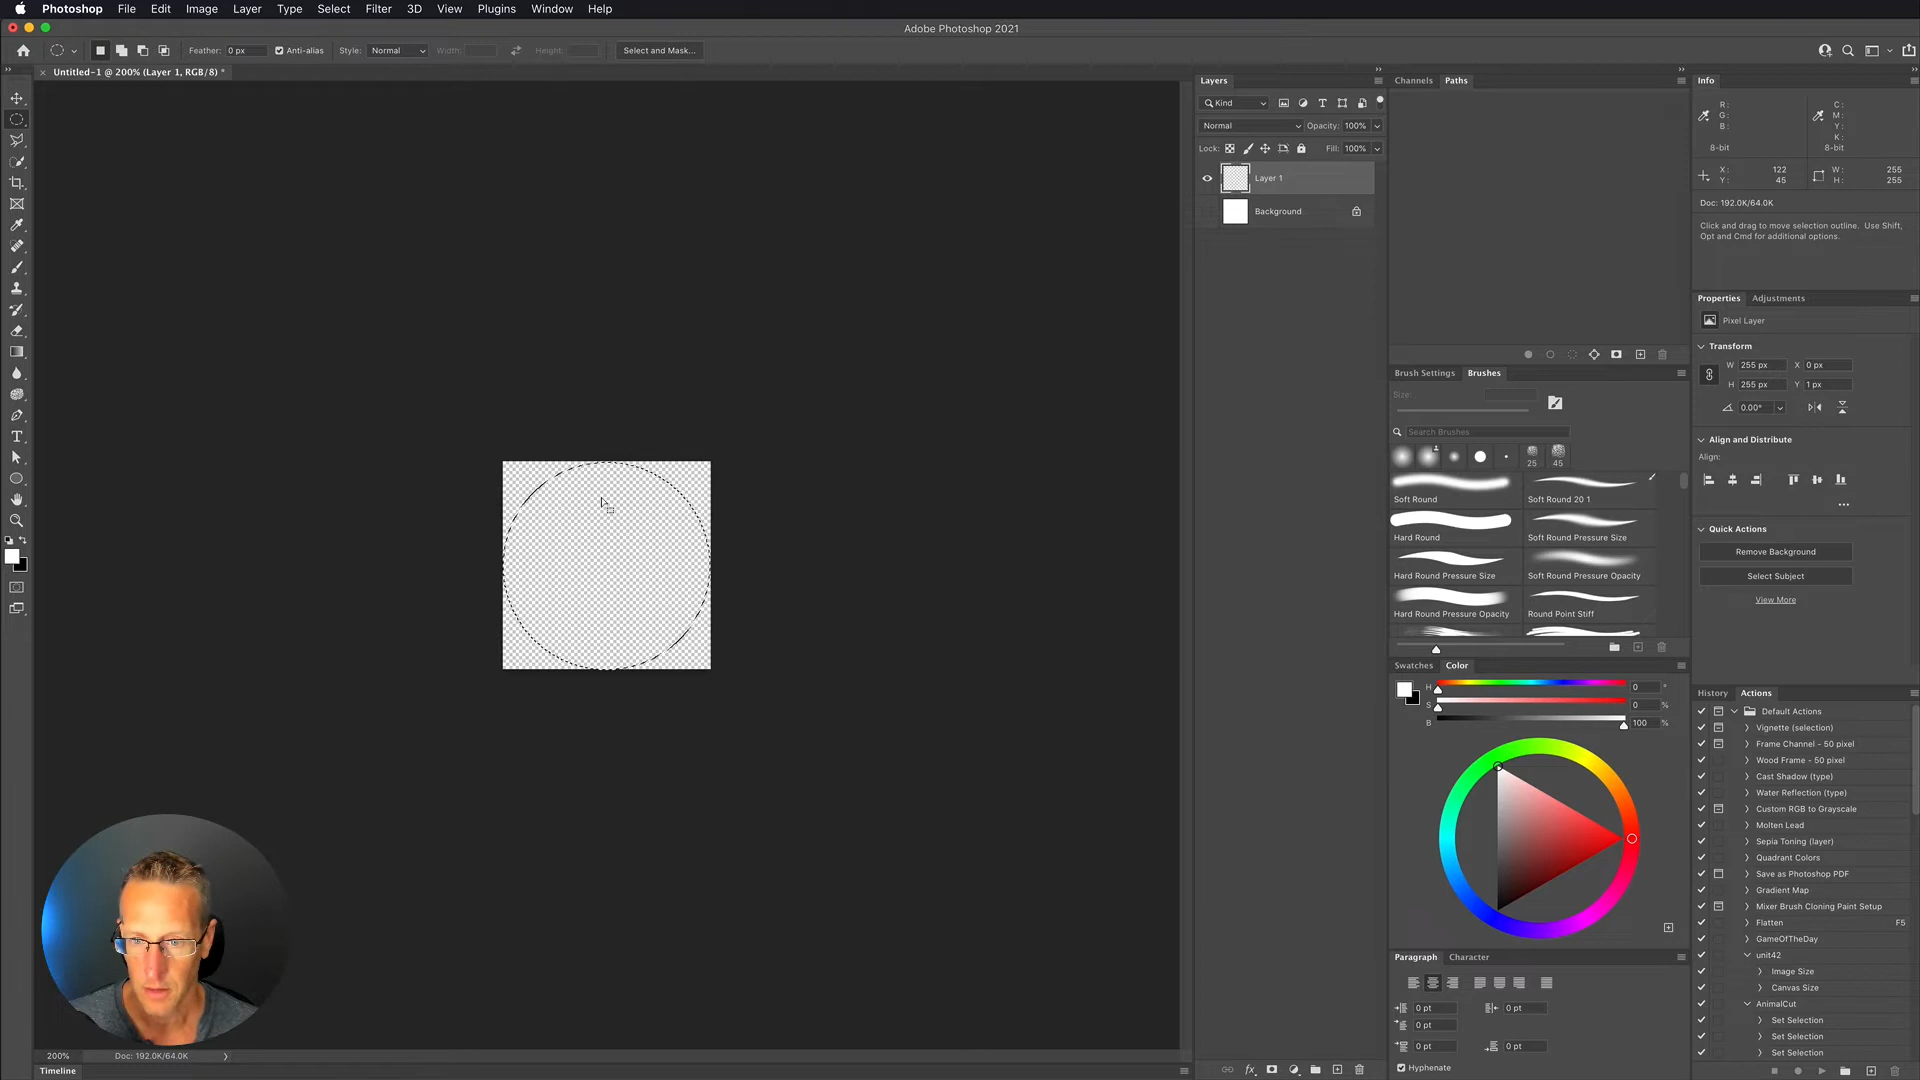 Photoshop File Edit Image Layer Type Select Filter 3D View Plugins Window Help
Adobe Photoshop 2021
Feather: 0 px Anti-alias Style: Normal Width: Height: Select and Mask...
Untitled-1 @ 200% (Layer 1, RGB/8) *
Layers
Kind
Normal Opacity: 100%
Lock: Fill: 100%
Layer 1
Background
Channels Paths
Brush Settings Brushes
Size:
Search Brushes
25 45
Soft Round Soft Round 20 1
Hard Round Soft Round Pressure Size
Hard Round Pressure Size Soft Round Pressure Opacity
Hard Round Pressure Opacity Round Point Stiff
Swatches Color
H 0 °
S 0 %
B 100 %
Paragraph Character
0 pt 0 pt
0 pt
0 pt 0 pt
Hyphenate
Info
R: C:
G: M:
B: Y:
K:
8-bit 8-bit
X: 122 W: 255
Y: 45 H: 255
Doc: 192.0K/64.0K
Click and drag to move selection outline. Use Shift,
Opt and Cmd for additional options.
Properties Adjustments
Pixel Layer
Transform
W 255 px X 0 px
H 255 px Y 1 px
0.00°
Align and Distribute
Align:
Quick Actions
Remove Background
Select Subject
View More
History Actions
Default Actions
Vignette (selection)
Frame Channel - 50 pixel
Wood Frame - 50 pixel
Cast Shadow (type)
Water Reflection (type)
Custom RGB to Grayscale
Molten Lead
Sepia Toning (layer)
Quadrant Colors
Save as Photoshop PDF
Gradient Map
Mixer Brush Cloning Paint Setup
Flatten F5
GameOfTheDay
unit42
Image Size
Canvas Size
AnimalCut
Set Selection
Set Selection
Set Selection
200% Doc: 192.0K/64.0K
Timeline